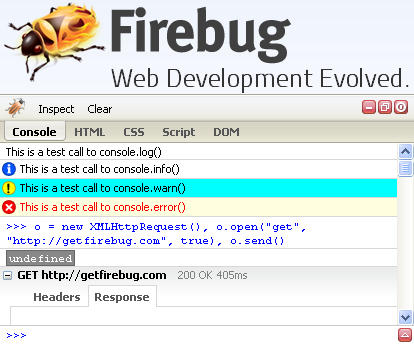 Firebug
Web Development Evolved.
Inspect Clear
Console HTML CSS Script DOM
This is a test call to console.log()
This is a test call to console.info()
This is a test call to console.warn()
This is a test call to console.error()
>>> o = new XMLHttpRequest(), o.open("get",
"http://getfirebug.com", true), o.send()
undefined
GET http://getfirebug.com 200 OK 405ms
Headers Response
>>>